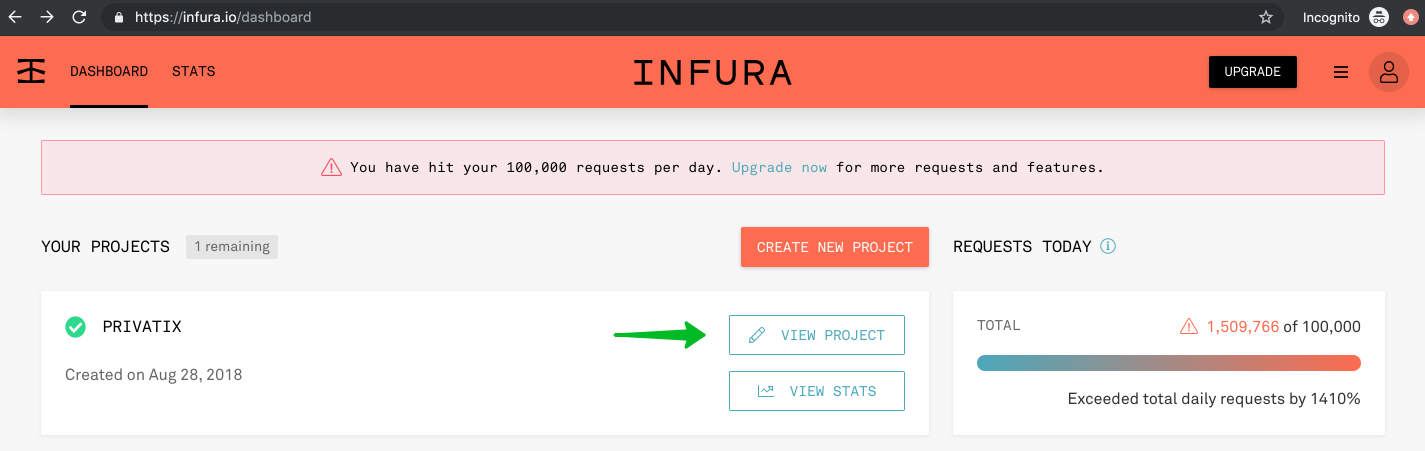 https://infura.io/dashboard
Incognito
DASHBOARD STATS
INFURA
UPGRADE
You have hit your 100,000 requests per day. Upgrade now for more requests and features.
YOUR PROJECTS 1 remaining
CREATE NEW PROJECT
REQUESTS TODAY
PRIVATIX
VIEW PROJECT
Created on Aug 28, 2018
VIEW STATS
TOTAL 1,509,766 of 100,000
Exceeded total daily requests by 1410%